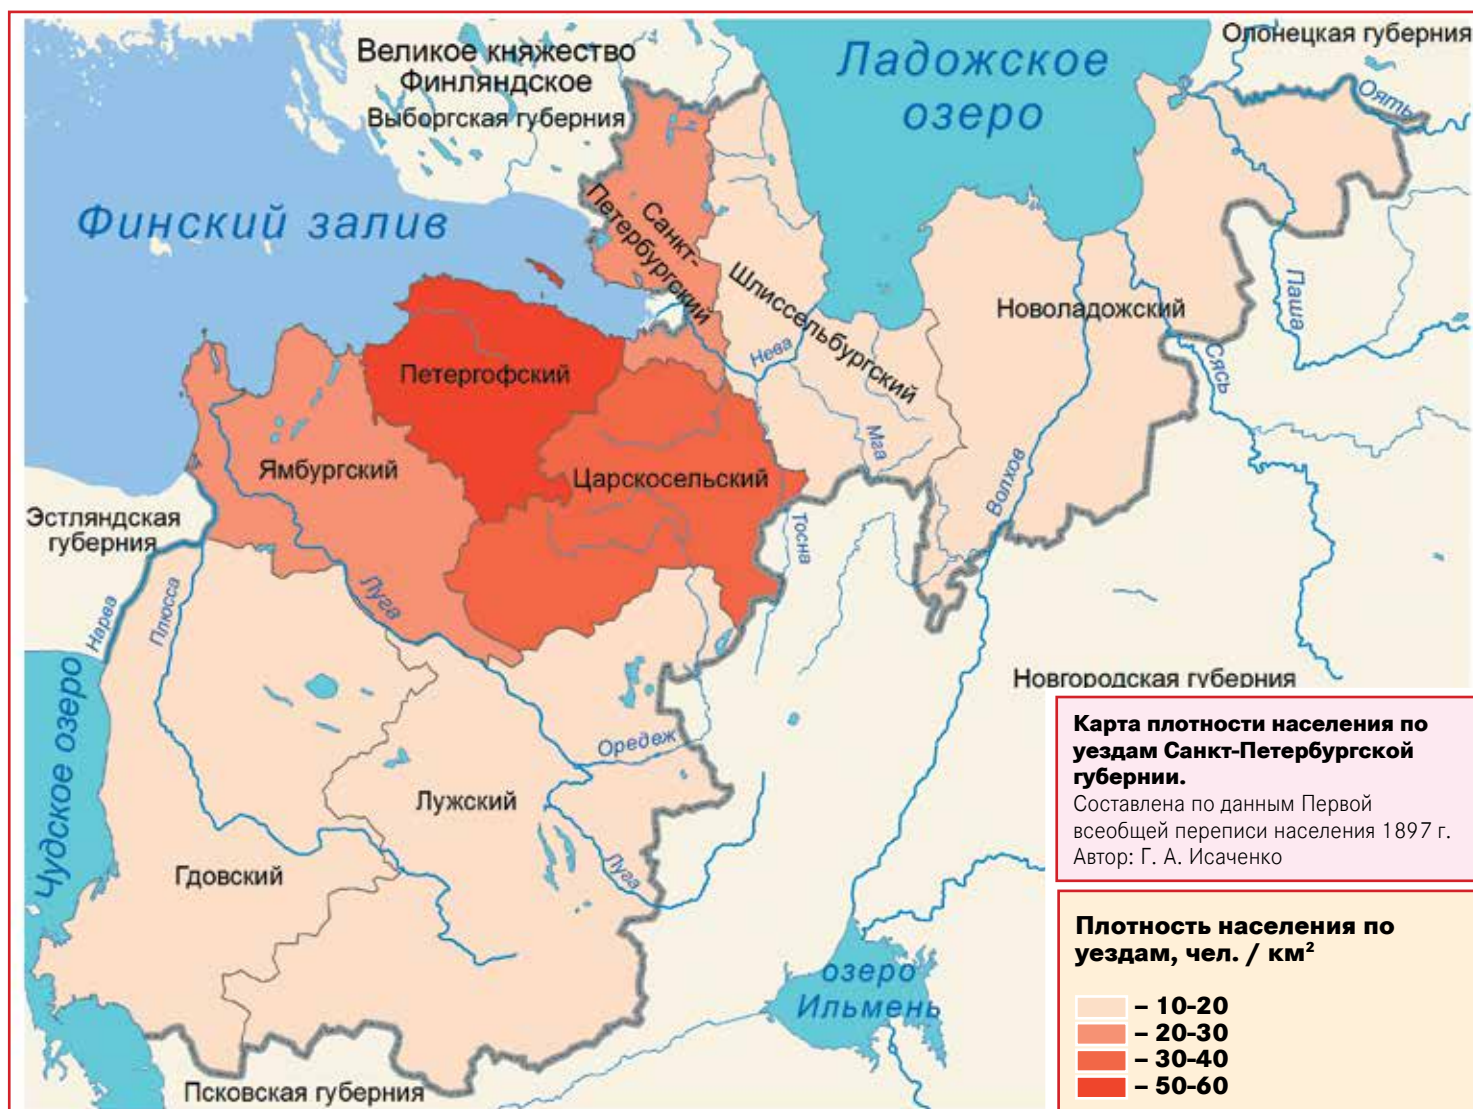 Великое княжество
Финляндское
Выборгская губерния
Ладожское
озеро
Олонецкая губерния
Оять
Финский залив
Санкт-
Петербургский
Шлиссельбургский
Новоладожский
Паша
Сясь
Нева
Мга
Волхов
Петергофский
Ямбургский
Царскосельский
Тосна
Эстляндская
губерния
Нарва
Плюсса
Луга
Чудское озеро
Оредеж
Лужский
Луга
Гдовский
Новгородская губерния
озеро
Ильмень
Псковская губерния
Карта плотности населения по
уездам Санкт-Петербургской
губернии.
Составлена по данным Первой
всеобщей переписи населения 1897 г.
Автор: Г. А. Исаченко
Плотность населения по
уездам, чел. / км²
– 10-20
– 20-30
– 30-40
– 50-60